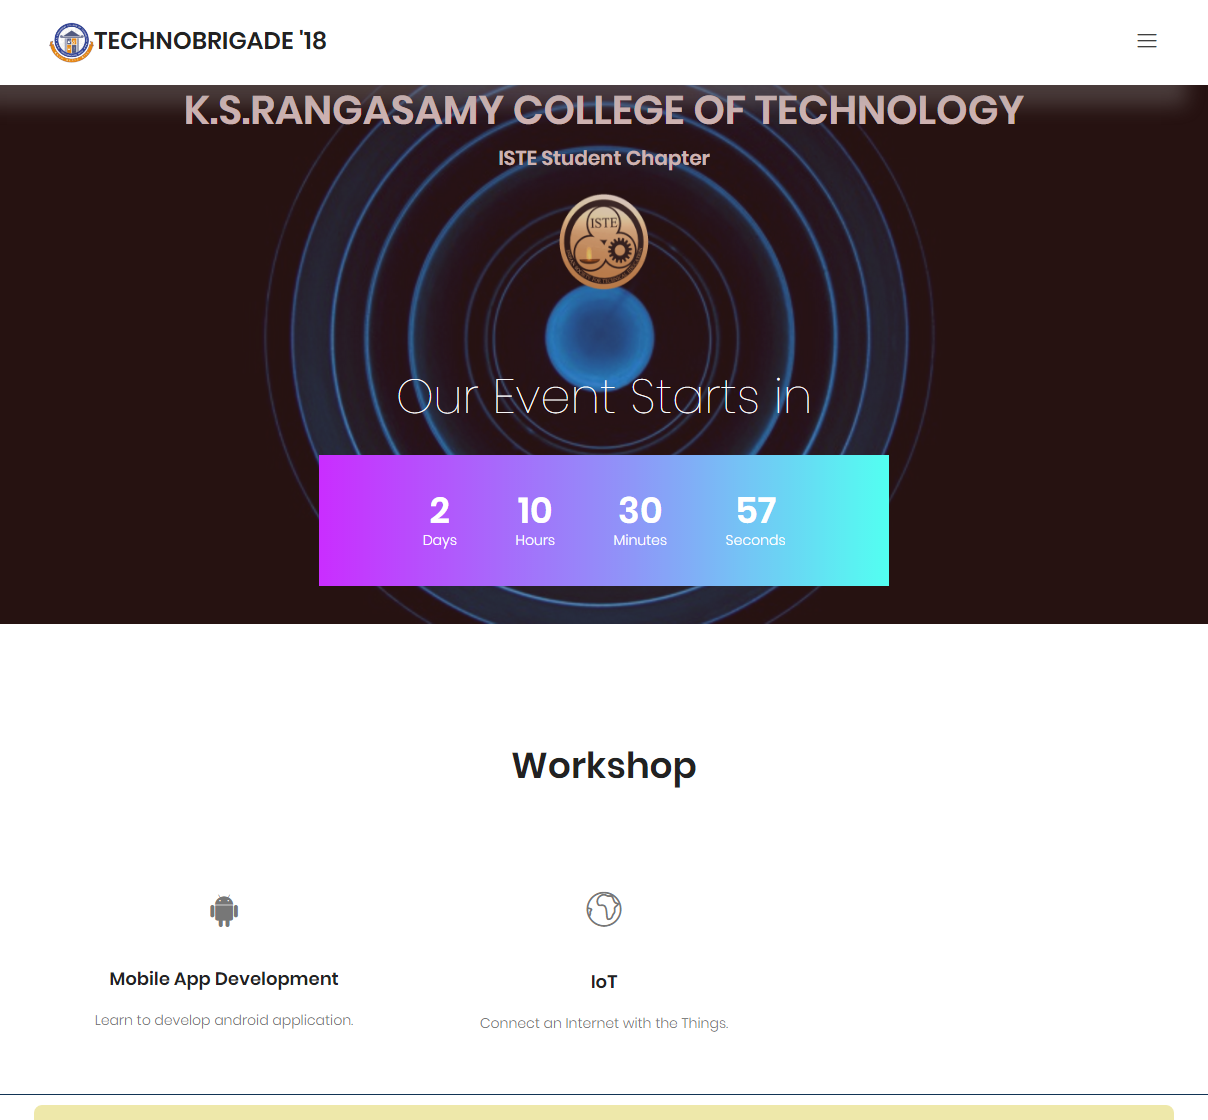 TECHNOBRIGADE '18
K.S.RANGASAMY COLLEGE OF TECHNOLOGY
ISTE Student Chapter
ISTE
Our Event Starts in
2 10 30 57
Days Hours Minutes Seconds
Workshop
Mobile App Development
Learn to develop android application.
IoT
Connect an Internet with the Things.